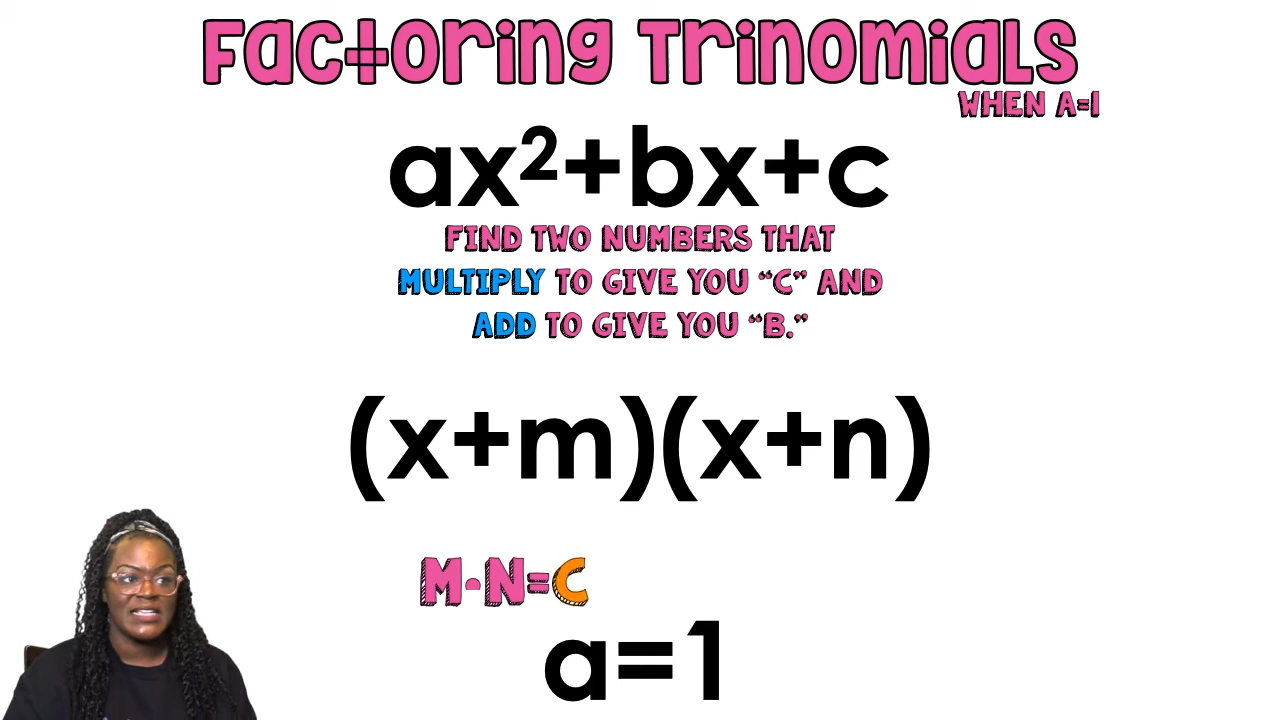 Factoring Trinomials
WHEN A=1
ax²+bx+c
FIND TWO NUMBERS THAT
MULTIPLY TO GIVE YOU “C” AND
ADD TO GIVE YOU “B.”
(x+m)(x+n)
M·N=C
a=1